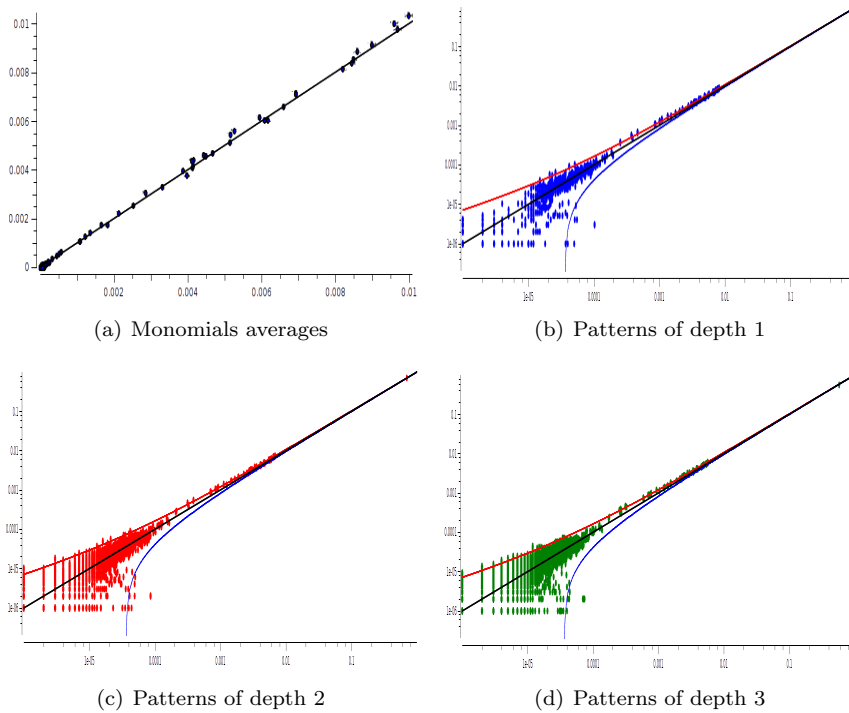 0.01
0.008
0.006
0.004
0.002
0
0.002 0.004 0.006 0.008 0.01
(a) Monomials averages
0.1
0.01
0.001
0.0001
1e-05
1e-06
1e-05 0.0001 0.001 0.01 0.1
(b) Patterns of depth 1
0.1
0.01
0.001
0.0001
1e-05
1e-06
1e-05 0.0001 0.001 0.01 0.1
(c) Patterns of depth 2
0.1
0.01
0.001
0.0001
1e-05
1e-06
1e-05 0.0001 0.001 0.01 0.1
(d) Patterns of depth 3